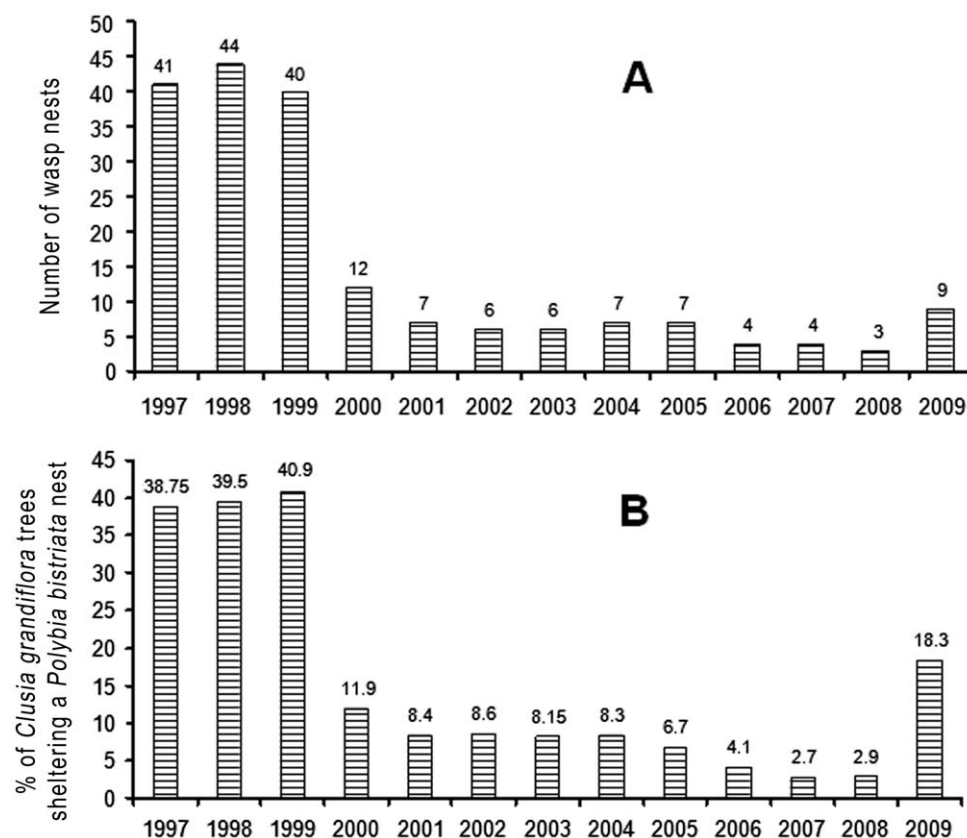 50
45
40
35
30
25
20
15
10
5
0
Number of wasp nests
41 44 40 12 7 6 6 7 7 4 4 3 9
A
1997 1998 1999 2000 2001 2002 2003 2004 2005 2006 2007 2008 2009
45
40
35
30
25
20
15
10
5
0
% of Clusia grandiflora trees
sheltering a Polybia bistriata nest
38.75 39.5 40.9 11.9 8.4 8.6 8.15 8.3 6.7 4.1 2.7 2.9 18.3
B
1997 1998 1999 2000 2001 2002 2003 2004 2005 2006 2007 2008 2009